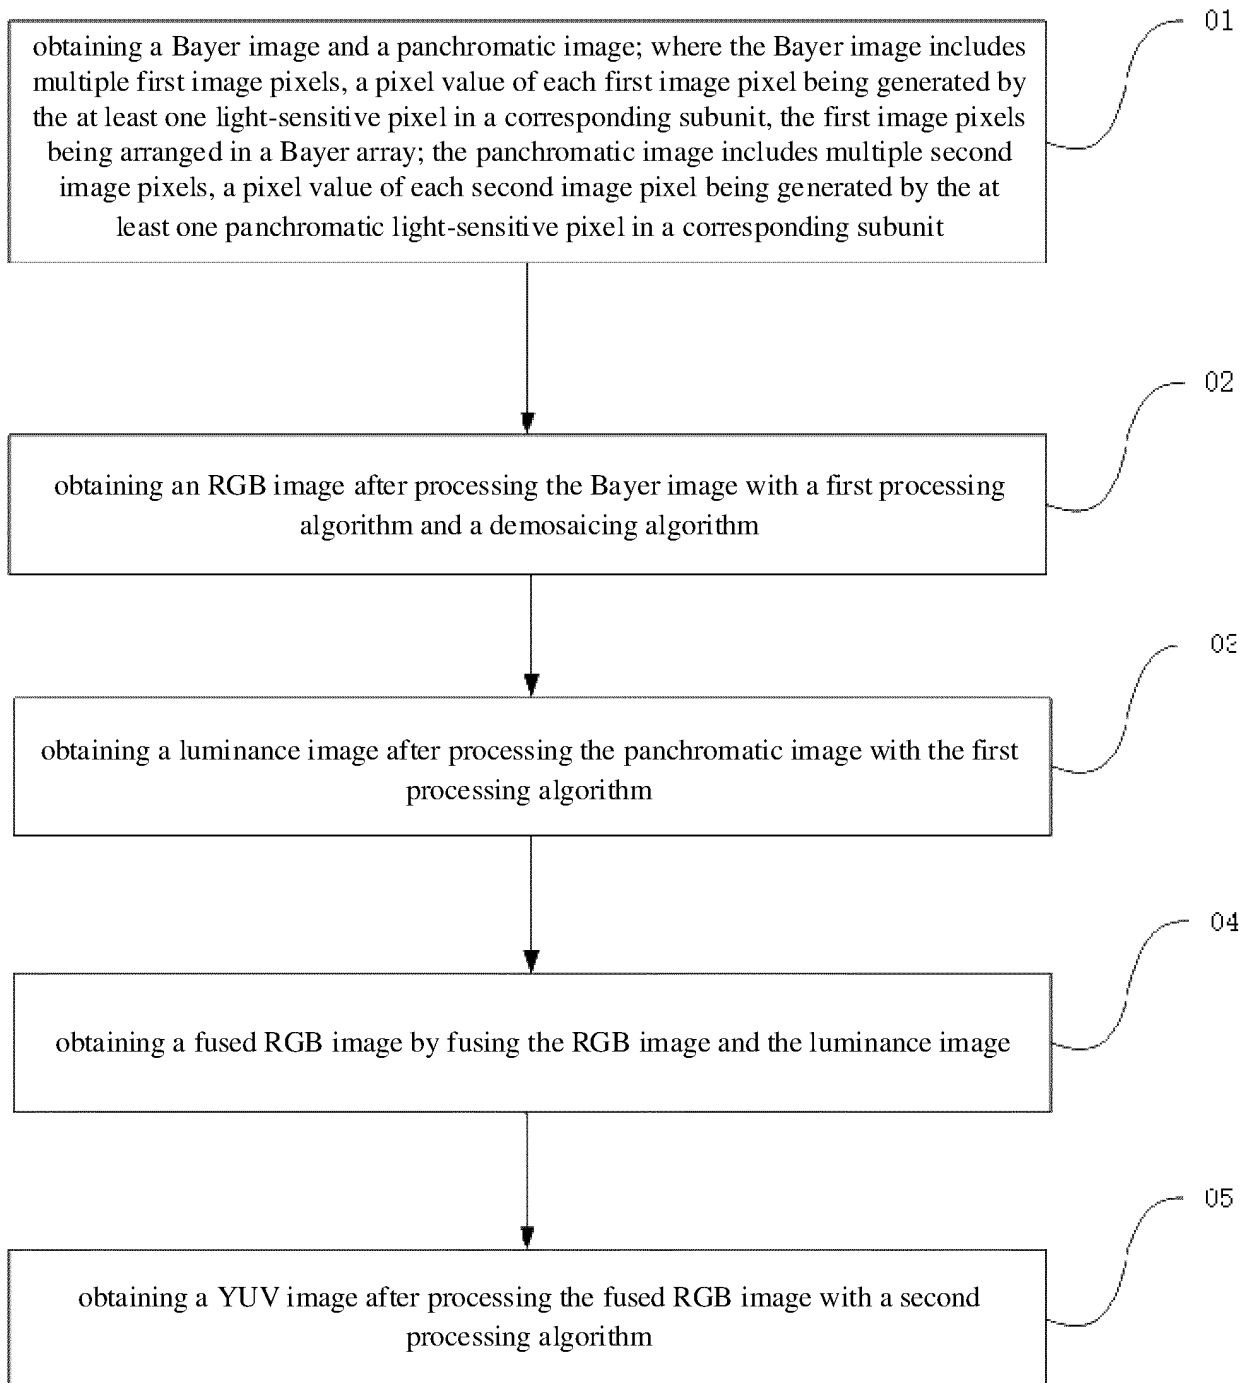 01
obtaining a Bayer image and a panchromatic image; where the Bayer image includes
multiple first image pixels, a pixel value of each first image pixel being generated by
the at least one light-sensitive pixel in a corresponding subunit, the first image pixels
being arranged in a Bayer array; the panchromatic image includes multiple second
image pixels, a pixel value of each second image pixel being generated by the at
least one panchromatic light-sensitive pixel in a corresponding subunit
02
obtaining an RGB image after processing the Bayer image with a first processing
algorithm and a demosaicing algorithm
03
obtaining a luminance image after processing the panchromatic image with the first
processing algorithm
04
obtaining a fused RGB image by fusing the RGB image and the luminance image
05
obtaining a YUV image after processing the fused RGB image with a second
processing algorithm